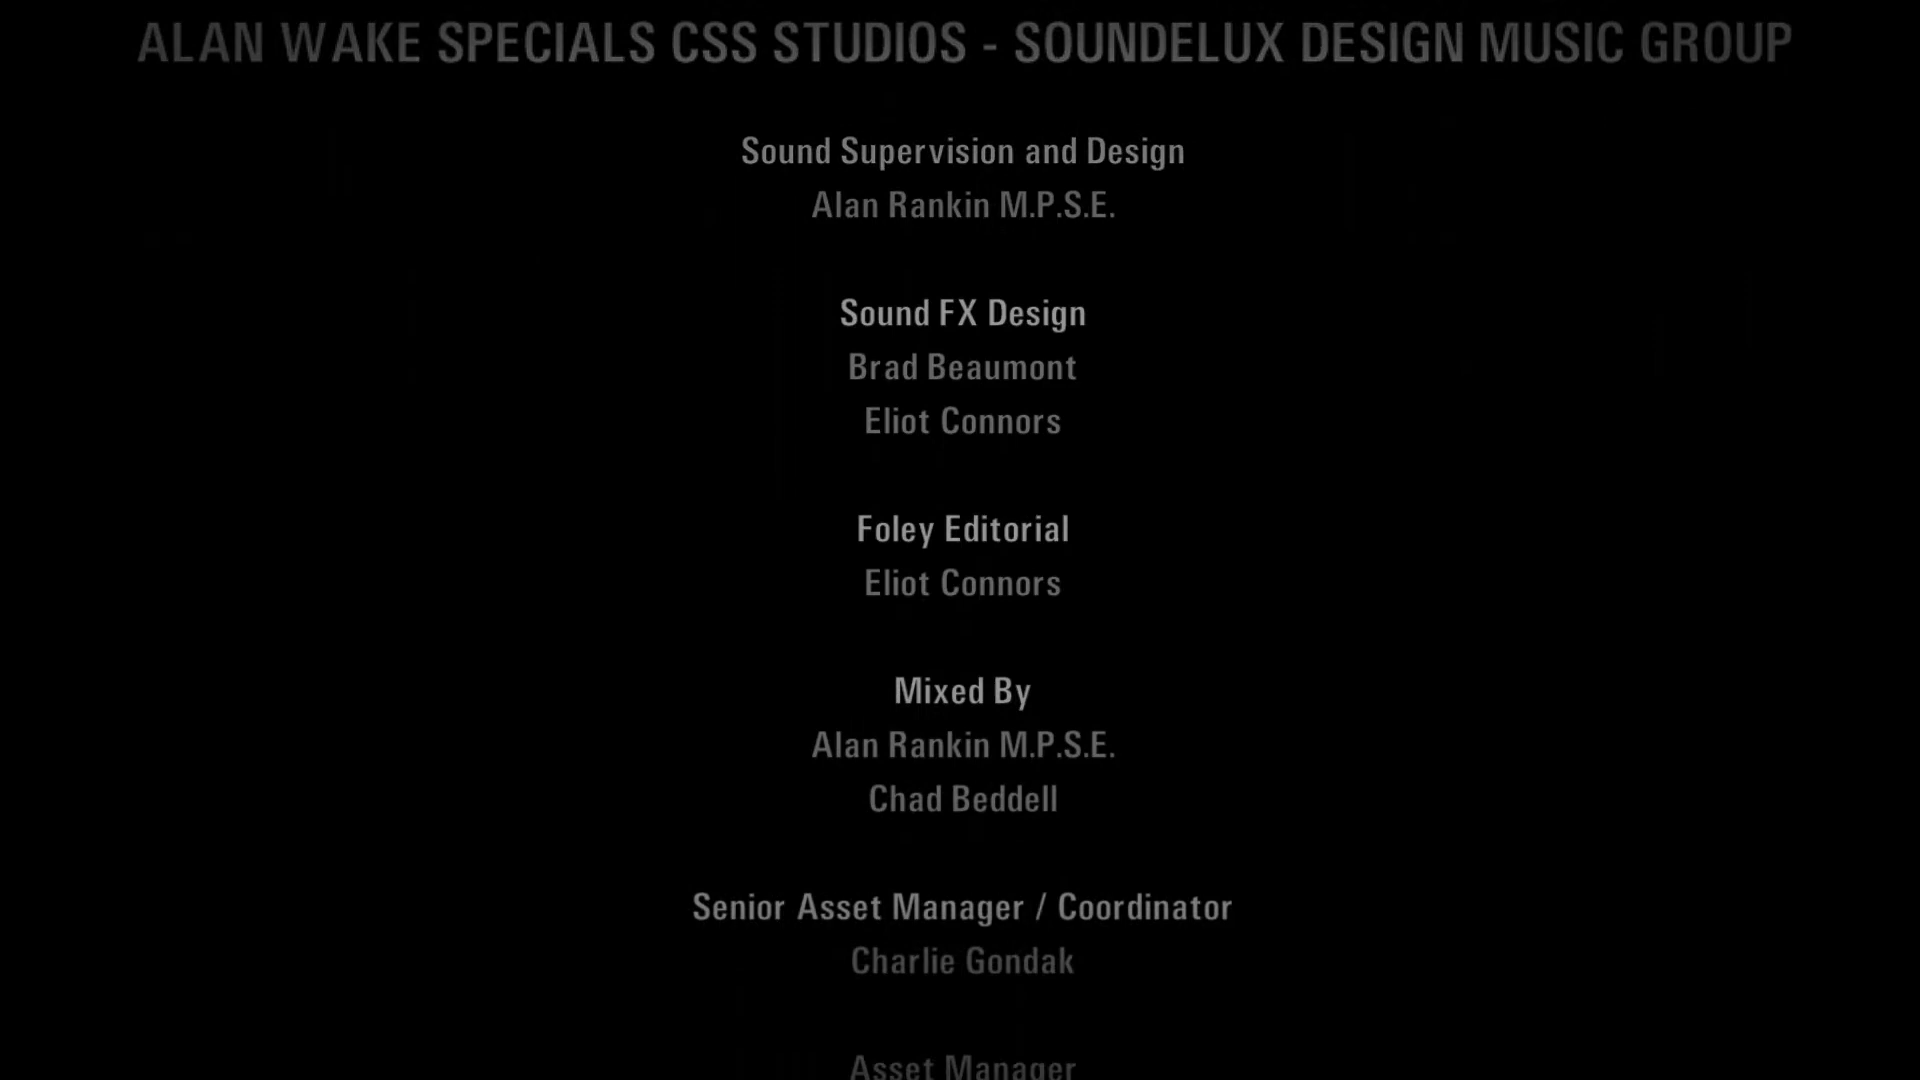 ALAN WAKE SPECIALS CSS STUDIOS - SOUNDELUX DESIGN MUSIC GROUP
Sound Supervision and Design
Alan Rankin M.P.S.E.
Sound FX Design
Brad Beaumont
Eliot Connors
Foley Editorial
Eliot Connors
Mixed By
Alan Rankin M.P.S.E.
Chad Beddell
Senior Asset Manager / Coordinator
Charlie Gondak
Asset Manager